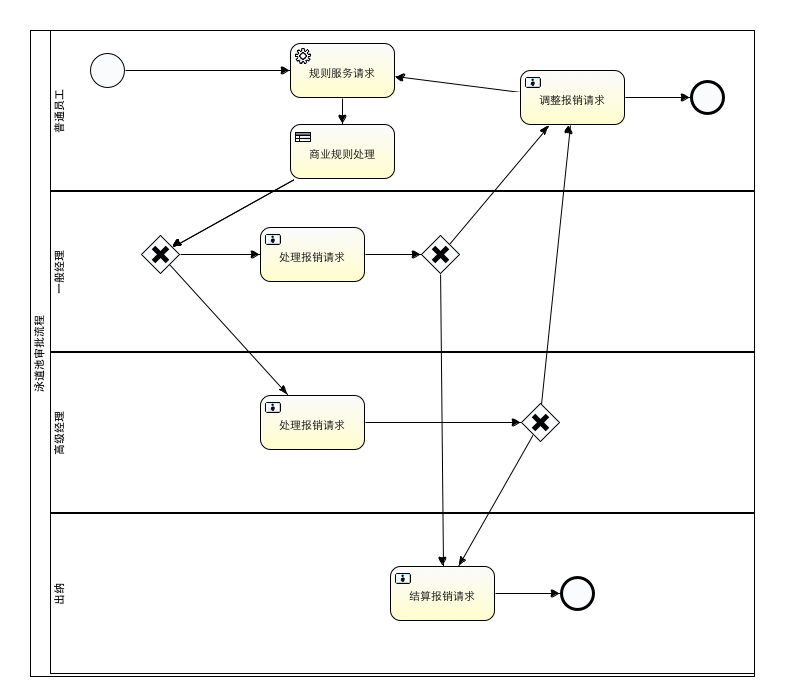 泳道池审批流程
普通员工
规则服务请求
调整报销请求
商业规则处理
一般经理
处理报销请求
高级经理
处理报销请求
出纳
结算报销请求